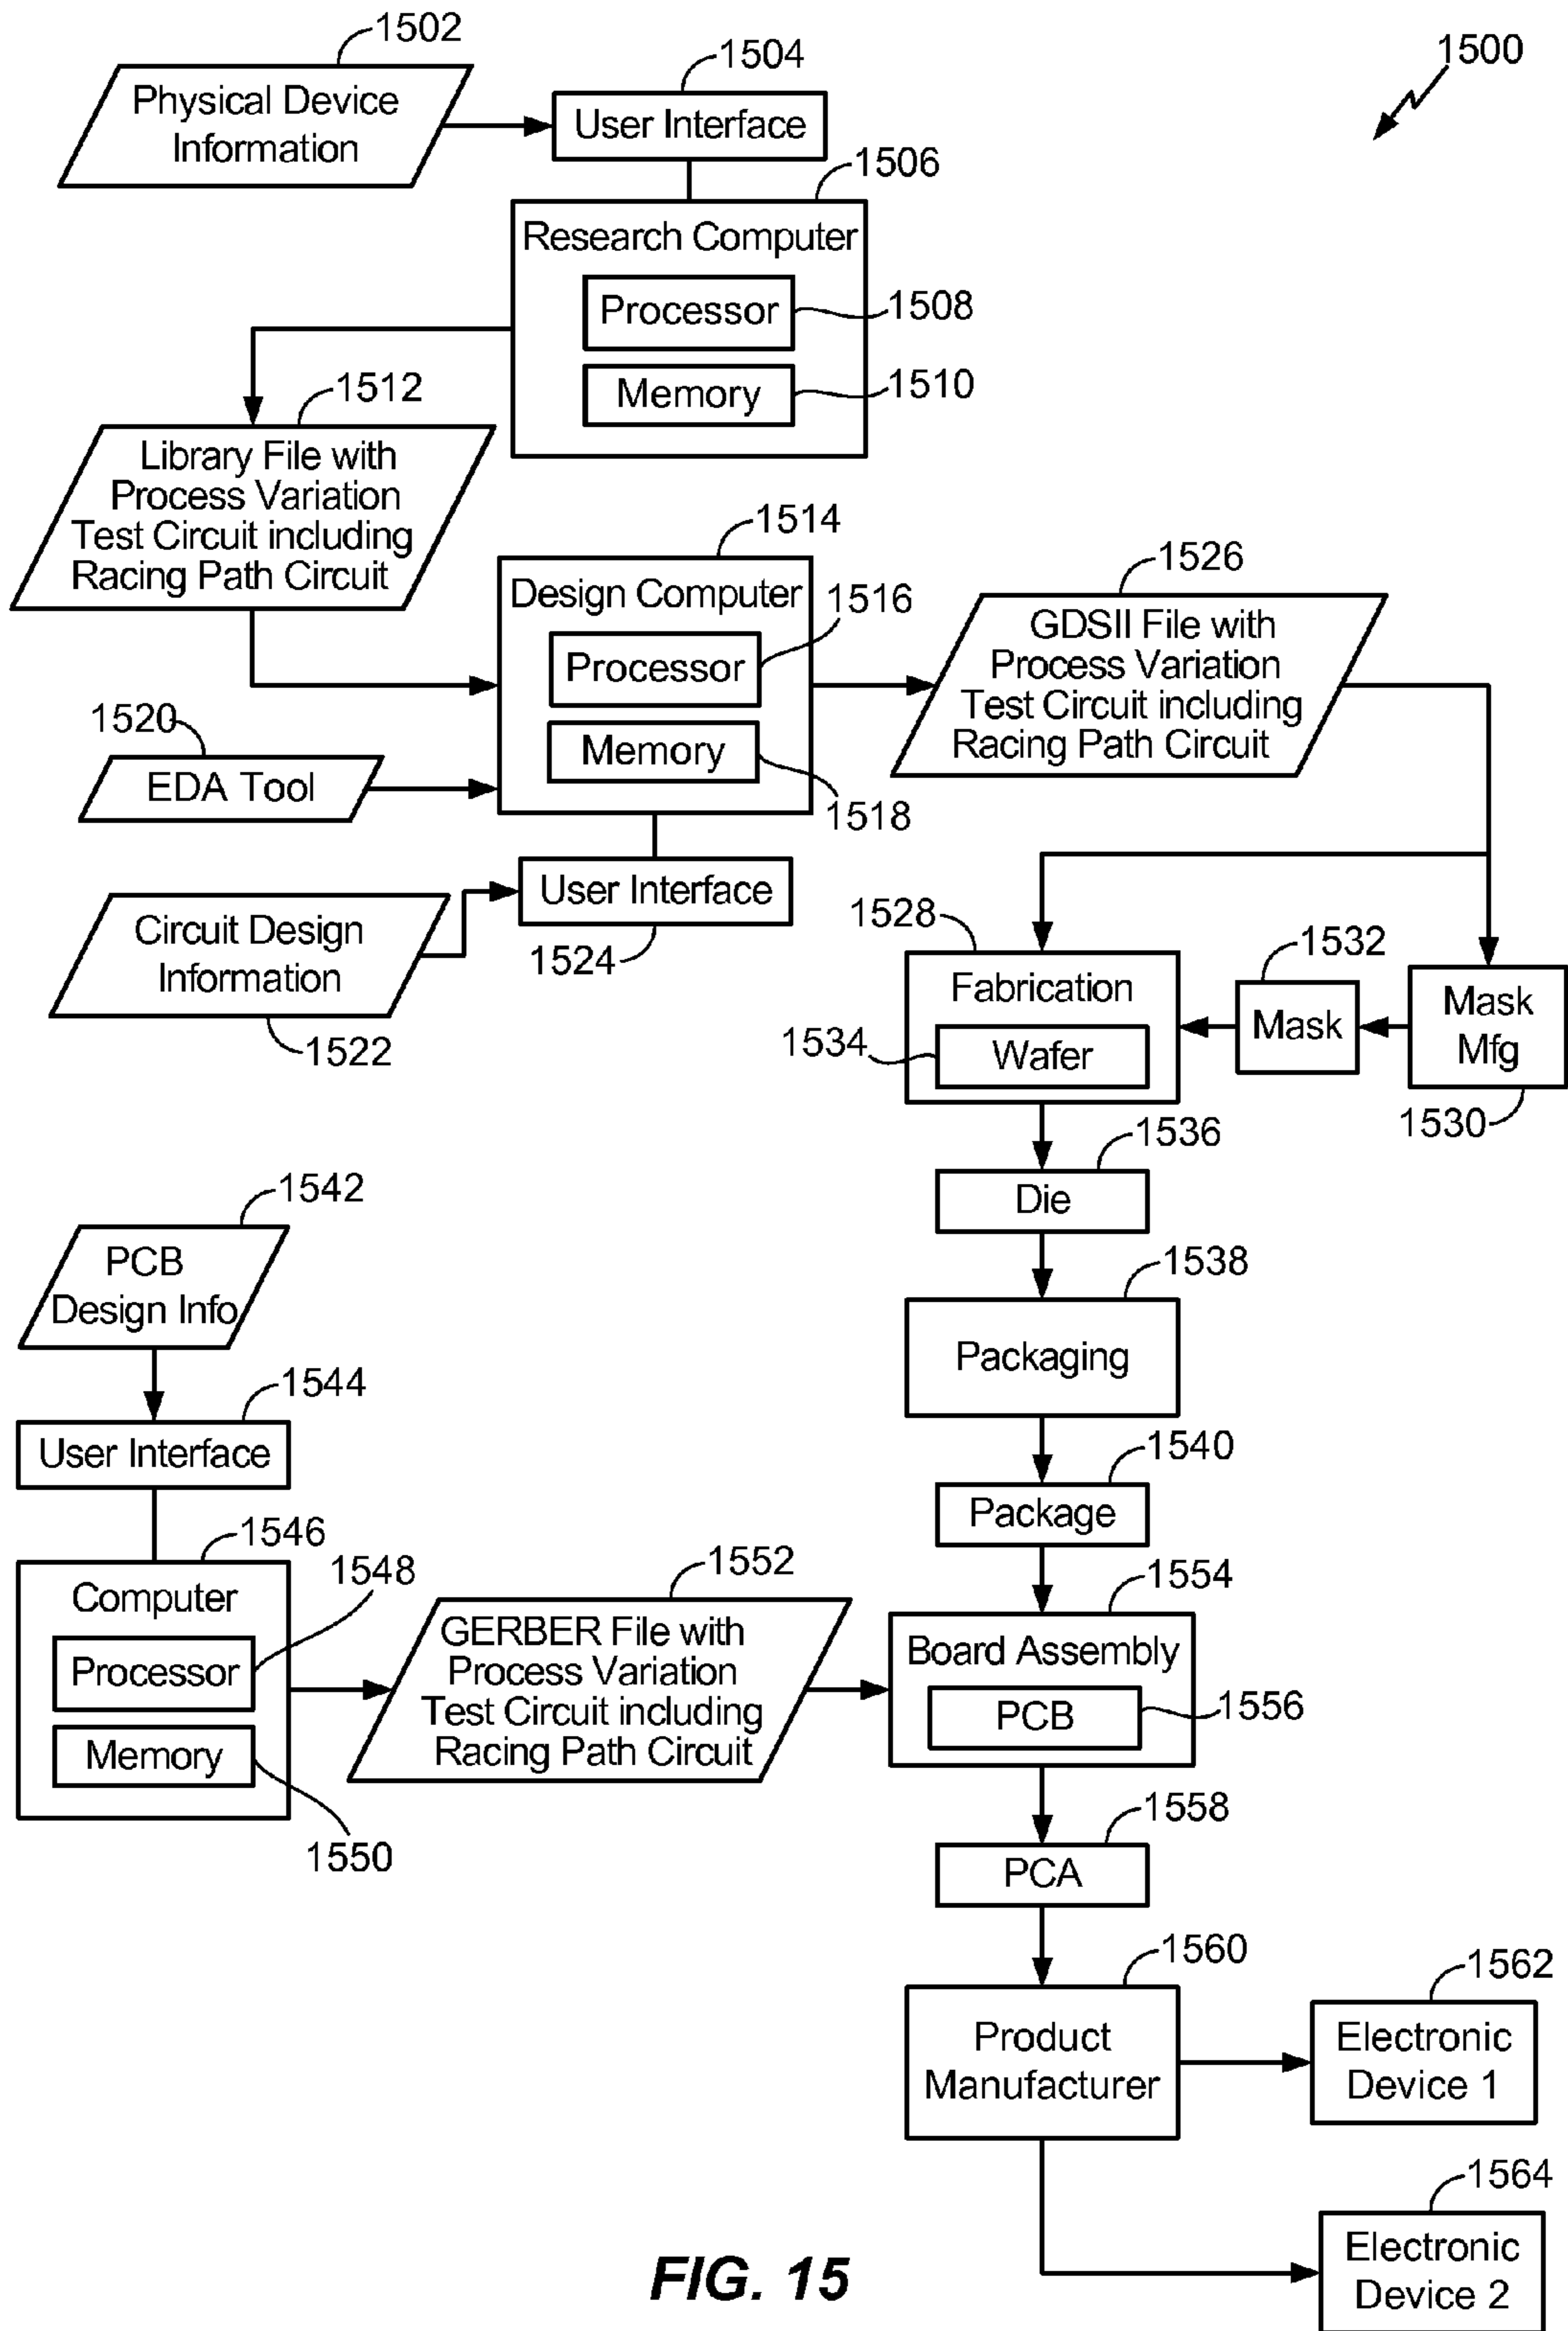 1502
1504
1500
Physical Device
Information
User Interface
1506
Research Computer
Processor
1508
Memory
1510
1512
Library File with
Process Variation
Test Circuit including
Racing Path Circuit
1514
Design Computer
1516
Processor
Memory
1518
1520
EDA Tool
1526
GDSII File with
Process Variation
Test Circuit including
Racing Path Circuit
Circuit Design
Information
1522
User Interface
1524
1528
Fabrication
1534
Wafer
1532
Mask
Mask
Mfg
1530
1536
Die
1538
Packaging
1540
Package
1542
PCB
Design Info
1544
User Interface
1546
Computer
1548
Processor
Memory
1550
1552
GERBER File with
Process Variation
Test Circuit including
Racing Path Circuit
1554
Board Assembly
PCB
1556
1558
PCA
1560
Product
Manufacturer
1562
Electronic
Device 1
1564
Electronic
Device 2
FIG. 15